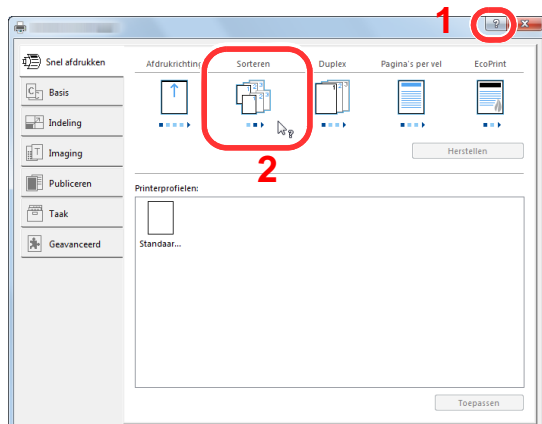 1
?
Snel afdrukken
Basis
Indeling
Imaging
Publiceren
Taak
Geavanceerd
Afdrukrichting Sorteren Duplex Pagina's per vel EcoPrint
2
Herstellen
Printerprofielen:
Standaar...
Toepassen